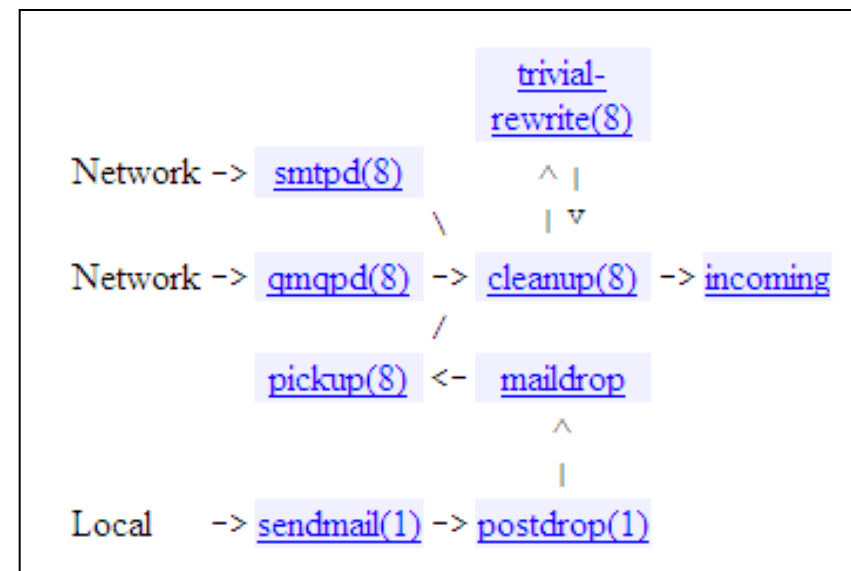 trivial-
rewrite(8)
Network -> smtpd(8) ^ |
\ | v
Network -> qmqpd(8) -> cleanup(8) -> incoming
/
pickup(8) <- maildrop
^
|
Local -> sendmail(1) -> postdrop(1)